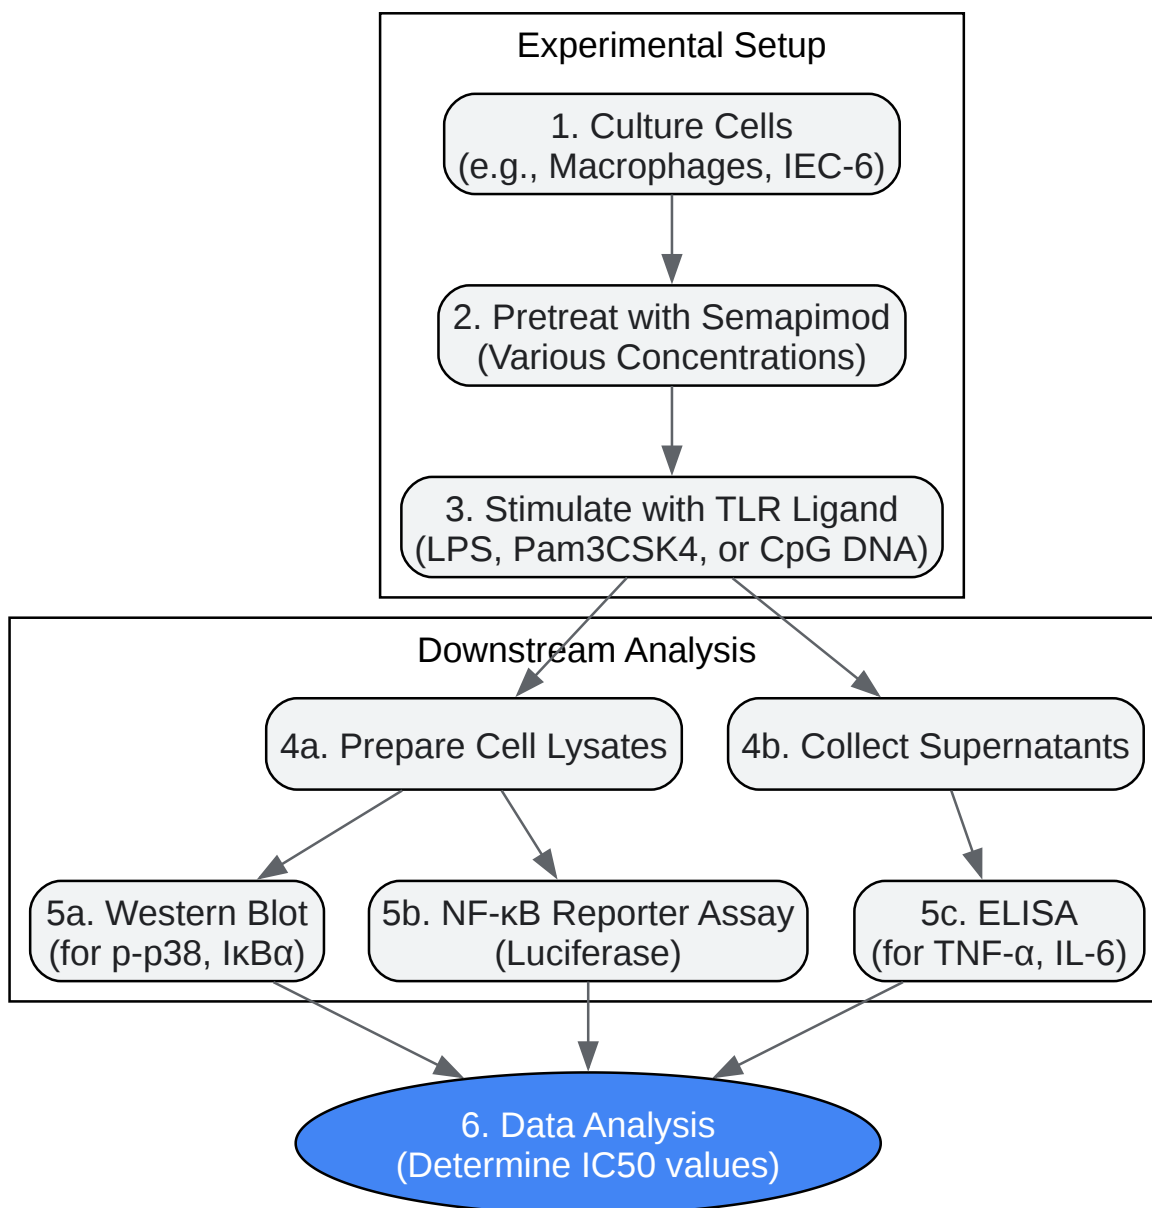 Experimental Setup
1. Culture Cells
(e.g., Macrophages, IEC-6)
2. Pretreat with Semapimod
(Various Concentrations)
3. Stimulate with TLR Ligand
(LPS, Pam3CSK4, or CpG DNA)
Downstream Analysis
4a. Prepare Cell Lysates
4b. Collect Supernatants
5a. Western Blot
(for p-p38, IκBα)
5b. NF-κB Reporter Assay
(Luciferase)
5c. ELISA
(for TNF-α, IL-6)
6. Data Analysis
(Determine IC50 values)